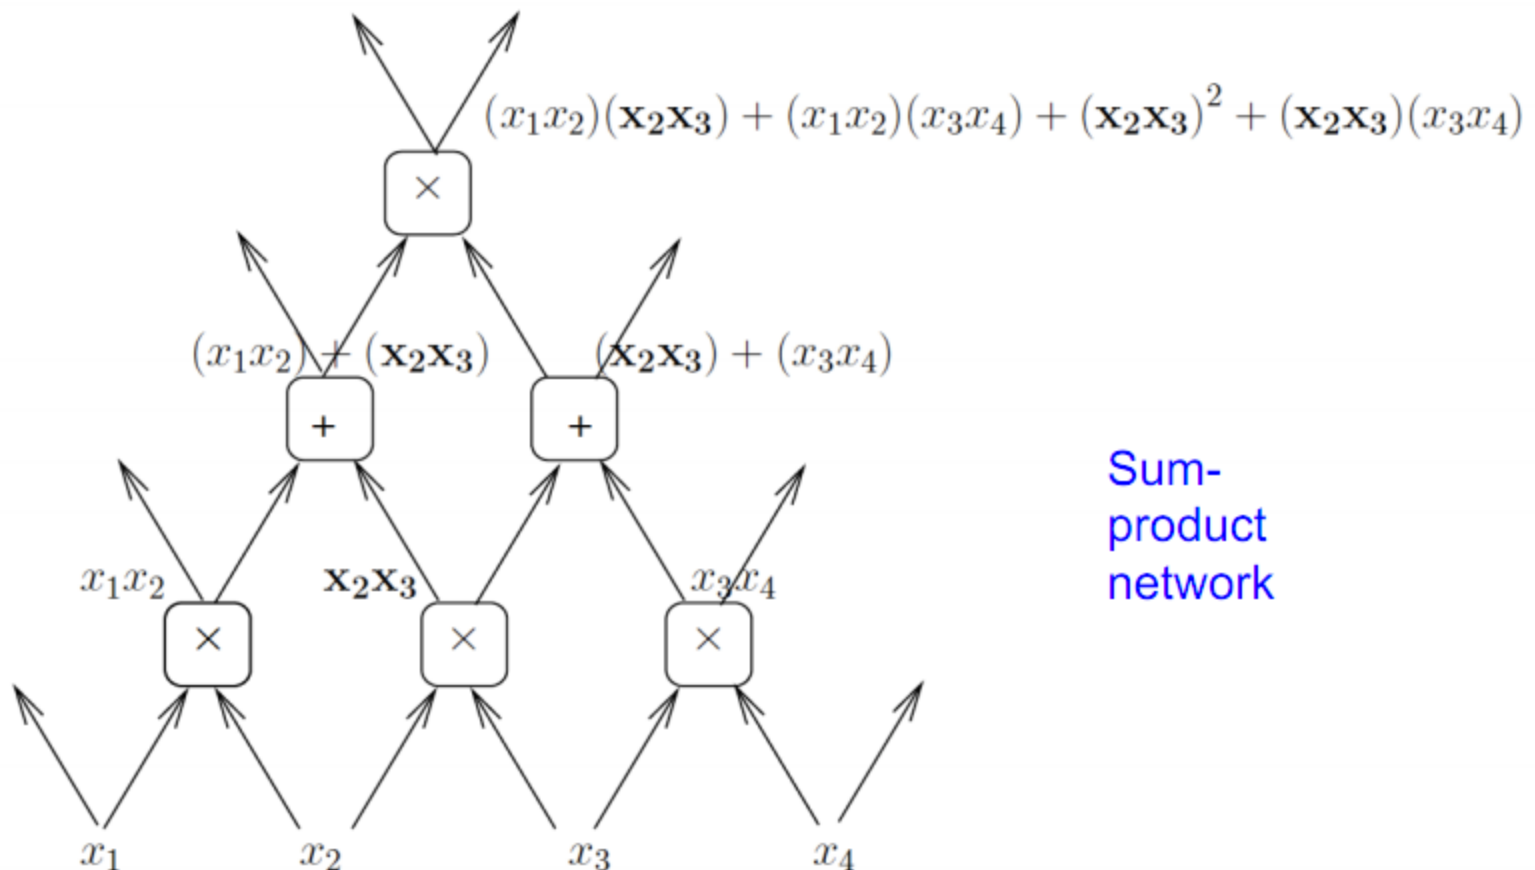 (x₁x₂)(𝐱₂𝐱₃) + (x₁x₂)(x₃x₄) + (𝐱₂𝐱₃)² + (𝐱₂𝐱₃)(x₃x₄)
×
(x₁x₂) + (𝐱₂𝐱₃)
(𝐱₂𝐱₃) + (x₃x₄)
+
+
Sum-
product
network
x₁x₂
𝐱₂𝐱₃
x₃x₄
×
×
×
x₁
x₂
x₃
x₄